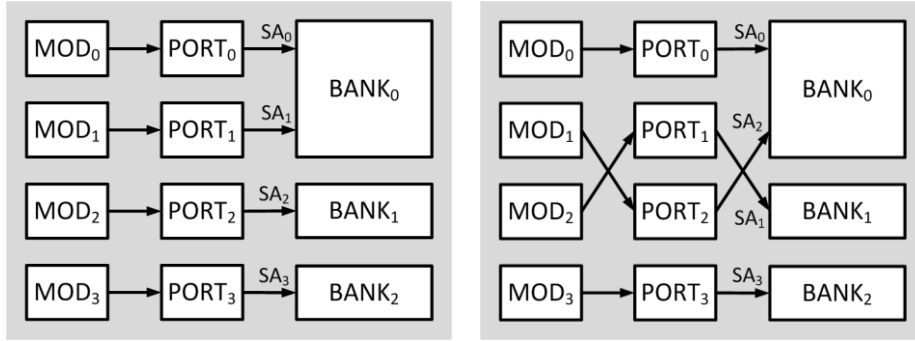 MOD₀ PORT₀ SA₀ BANK₀
MOD₁ PORT₁ SA₁
MOD₂ PORT₂ SA₂ BANK₁
MOD₃ PORT₃ SA₃ BANK₂
MOD₀ PORT₀ SA₀ BANK₀
MOD₁ PORT₁ SA₂
MOD₂ PORT₂ SA₁ BANK₁
MOD₃ PORT₃ SA₃ BANK₂